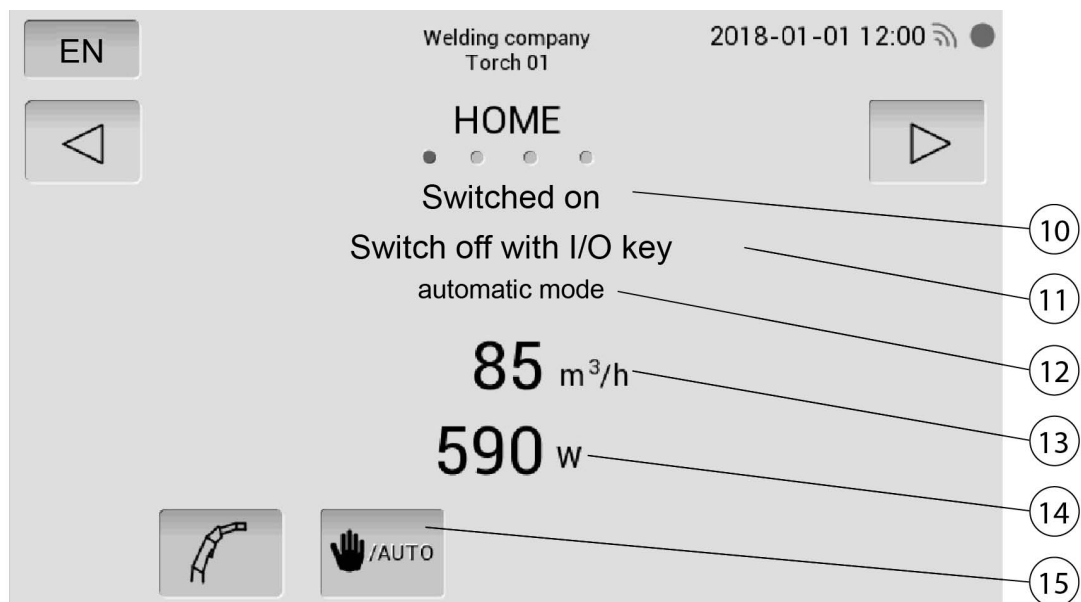 EN
Welding company
Torch 01
2018-01-01 12:00
HOME
Switched on
10
Switch off with I/O key
11
automatic mode
12
85 m³/h
13
590 W
14
/AUTO
15